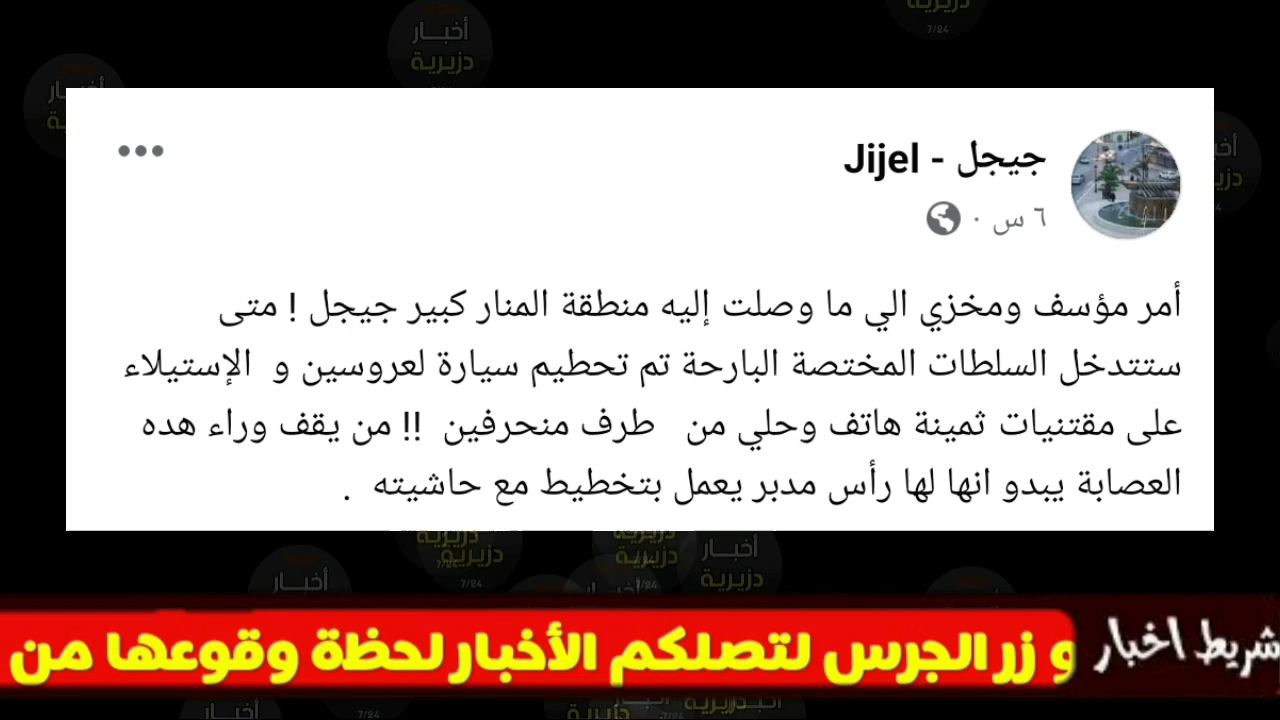 أخبار
دزيرية
7/24
جيجل - Jijel
٦ س ·
أمر مؤسف ومخزي الي ما وصلت إليه منطقة المنار كبير جيجل ! متى
ستتدخل السلطات المختصة البارحة تم تحطيم سيارة لعروسين و الإستيلاء
على مقتنيات ثمينة هاتف وحلي من طرف منحرفين !! من يقف وراء هده
العصابة يبدو انها لها رأس مدبر يعمل بتخطيط مع حاشيته .
شريط اخبار
و زر الجرس لتصلكم الأخبار لحظة وقوعها من